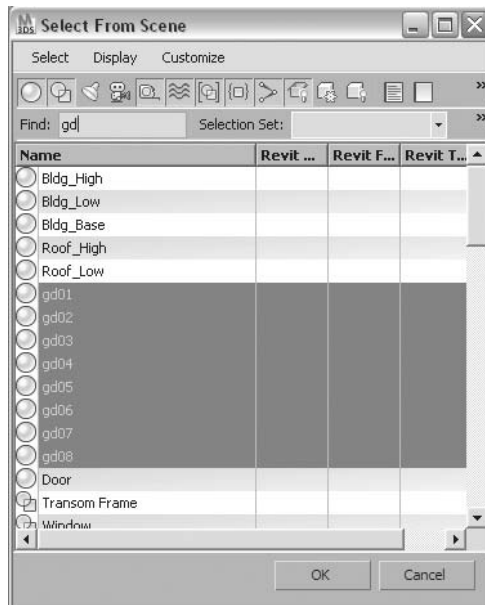 Select From Scene
Select Display Customize
Find: gd Selection Set:
Name Revit ... Revit F... Revit T...
Bldg_High
Bldg_Low
Bldg_Base
Roof_High
Roof_Low
gd01
gd02
gd03
gd04
gd05
gd06
gd07
gd08
Door
Transom Frame
Window
OK Cancel